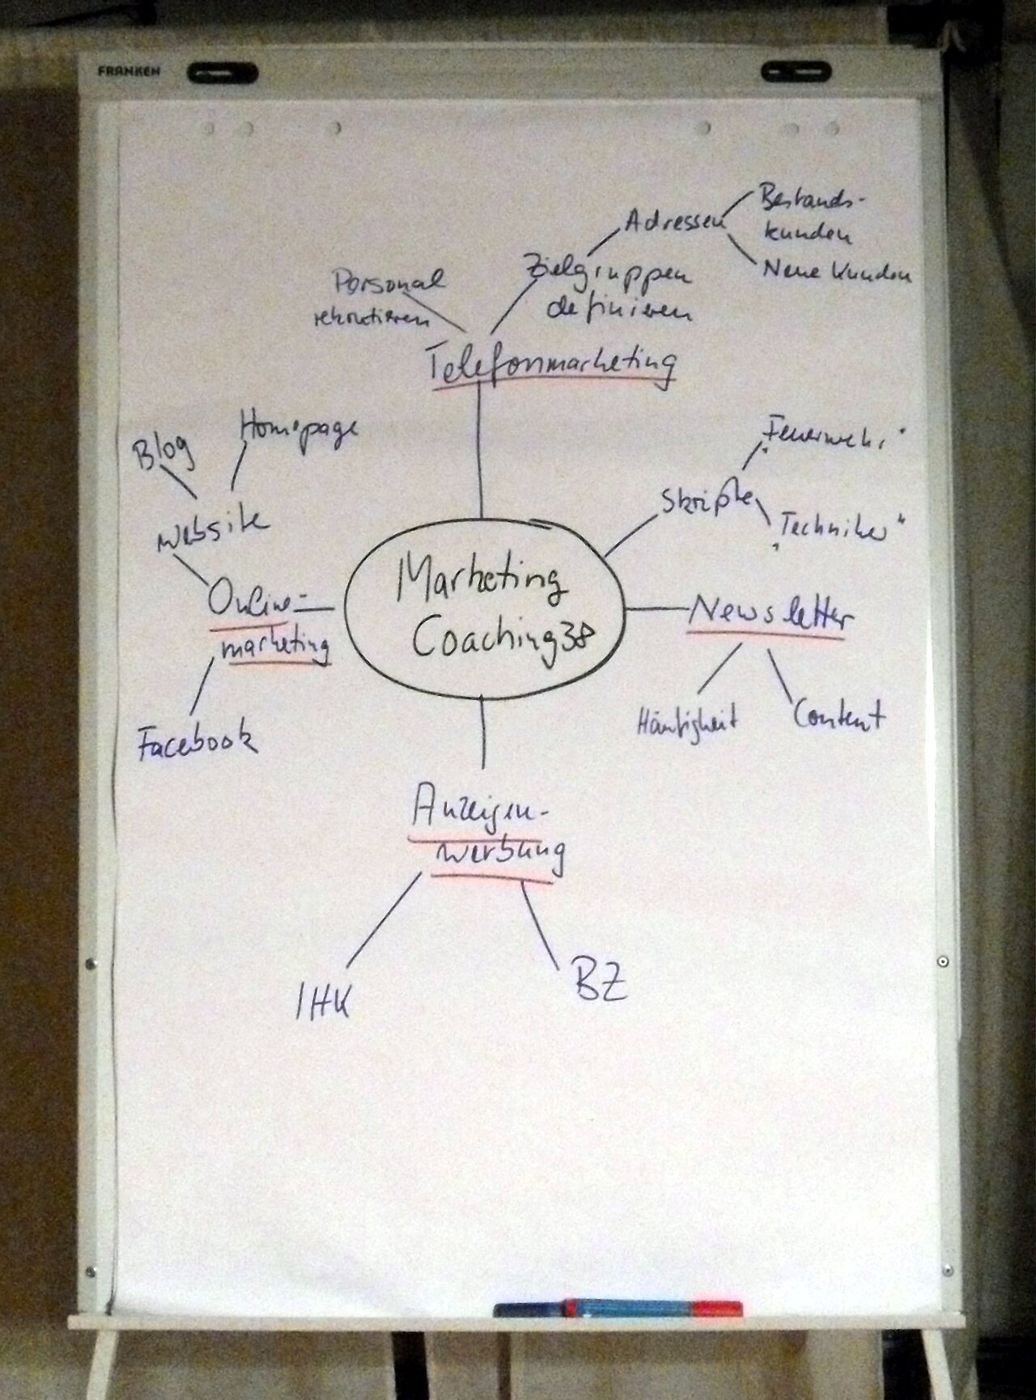 FRANKEN
Bestands-
Adressen
kunden
Neue Kunden
Zielgruppen
Personal
definieren
rekrutieren
Telefonmarketing
Homepage
Blog
"Feuerwehr"
Skripte
"Techniker"
Website
Marketing
Coaching38
Online-
marketing
Newsletter
Häufigkeit
Content
Facebook
Anzeigen-
werbung
IHK
BZ